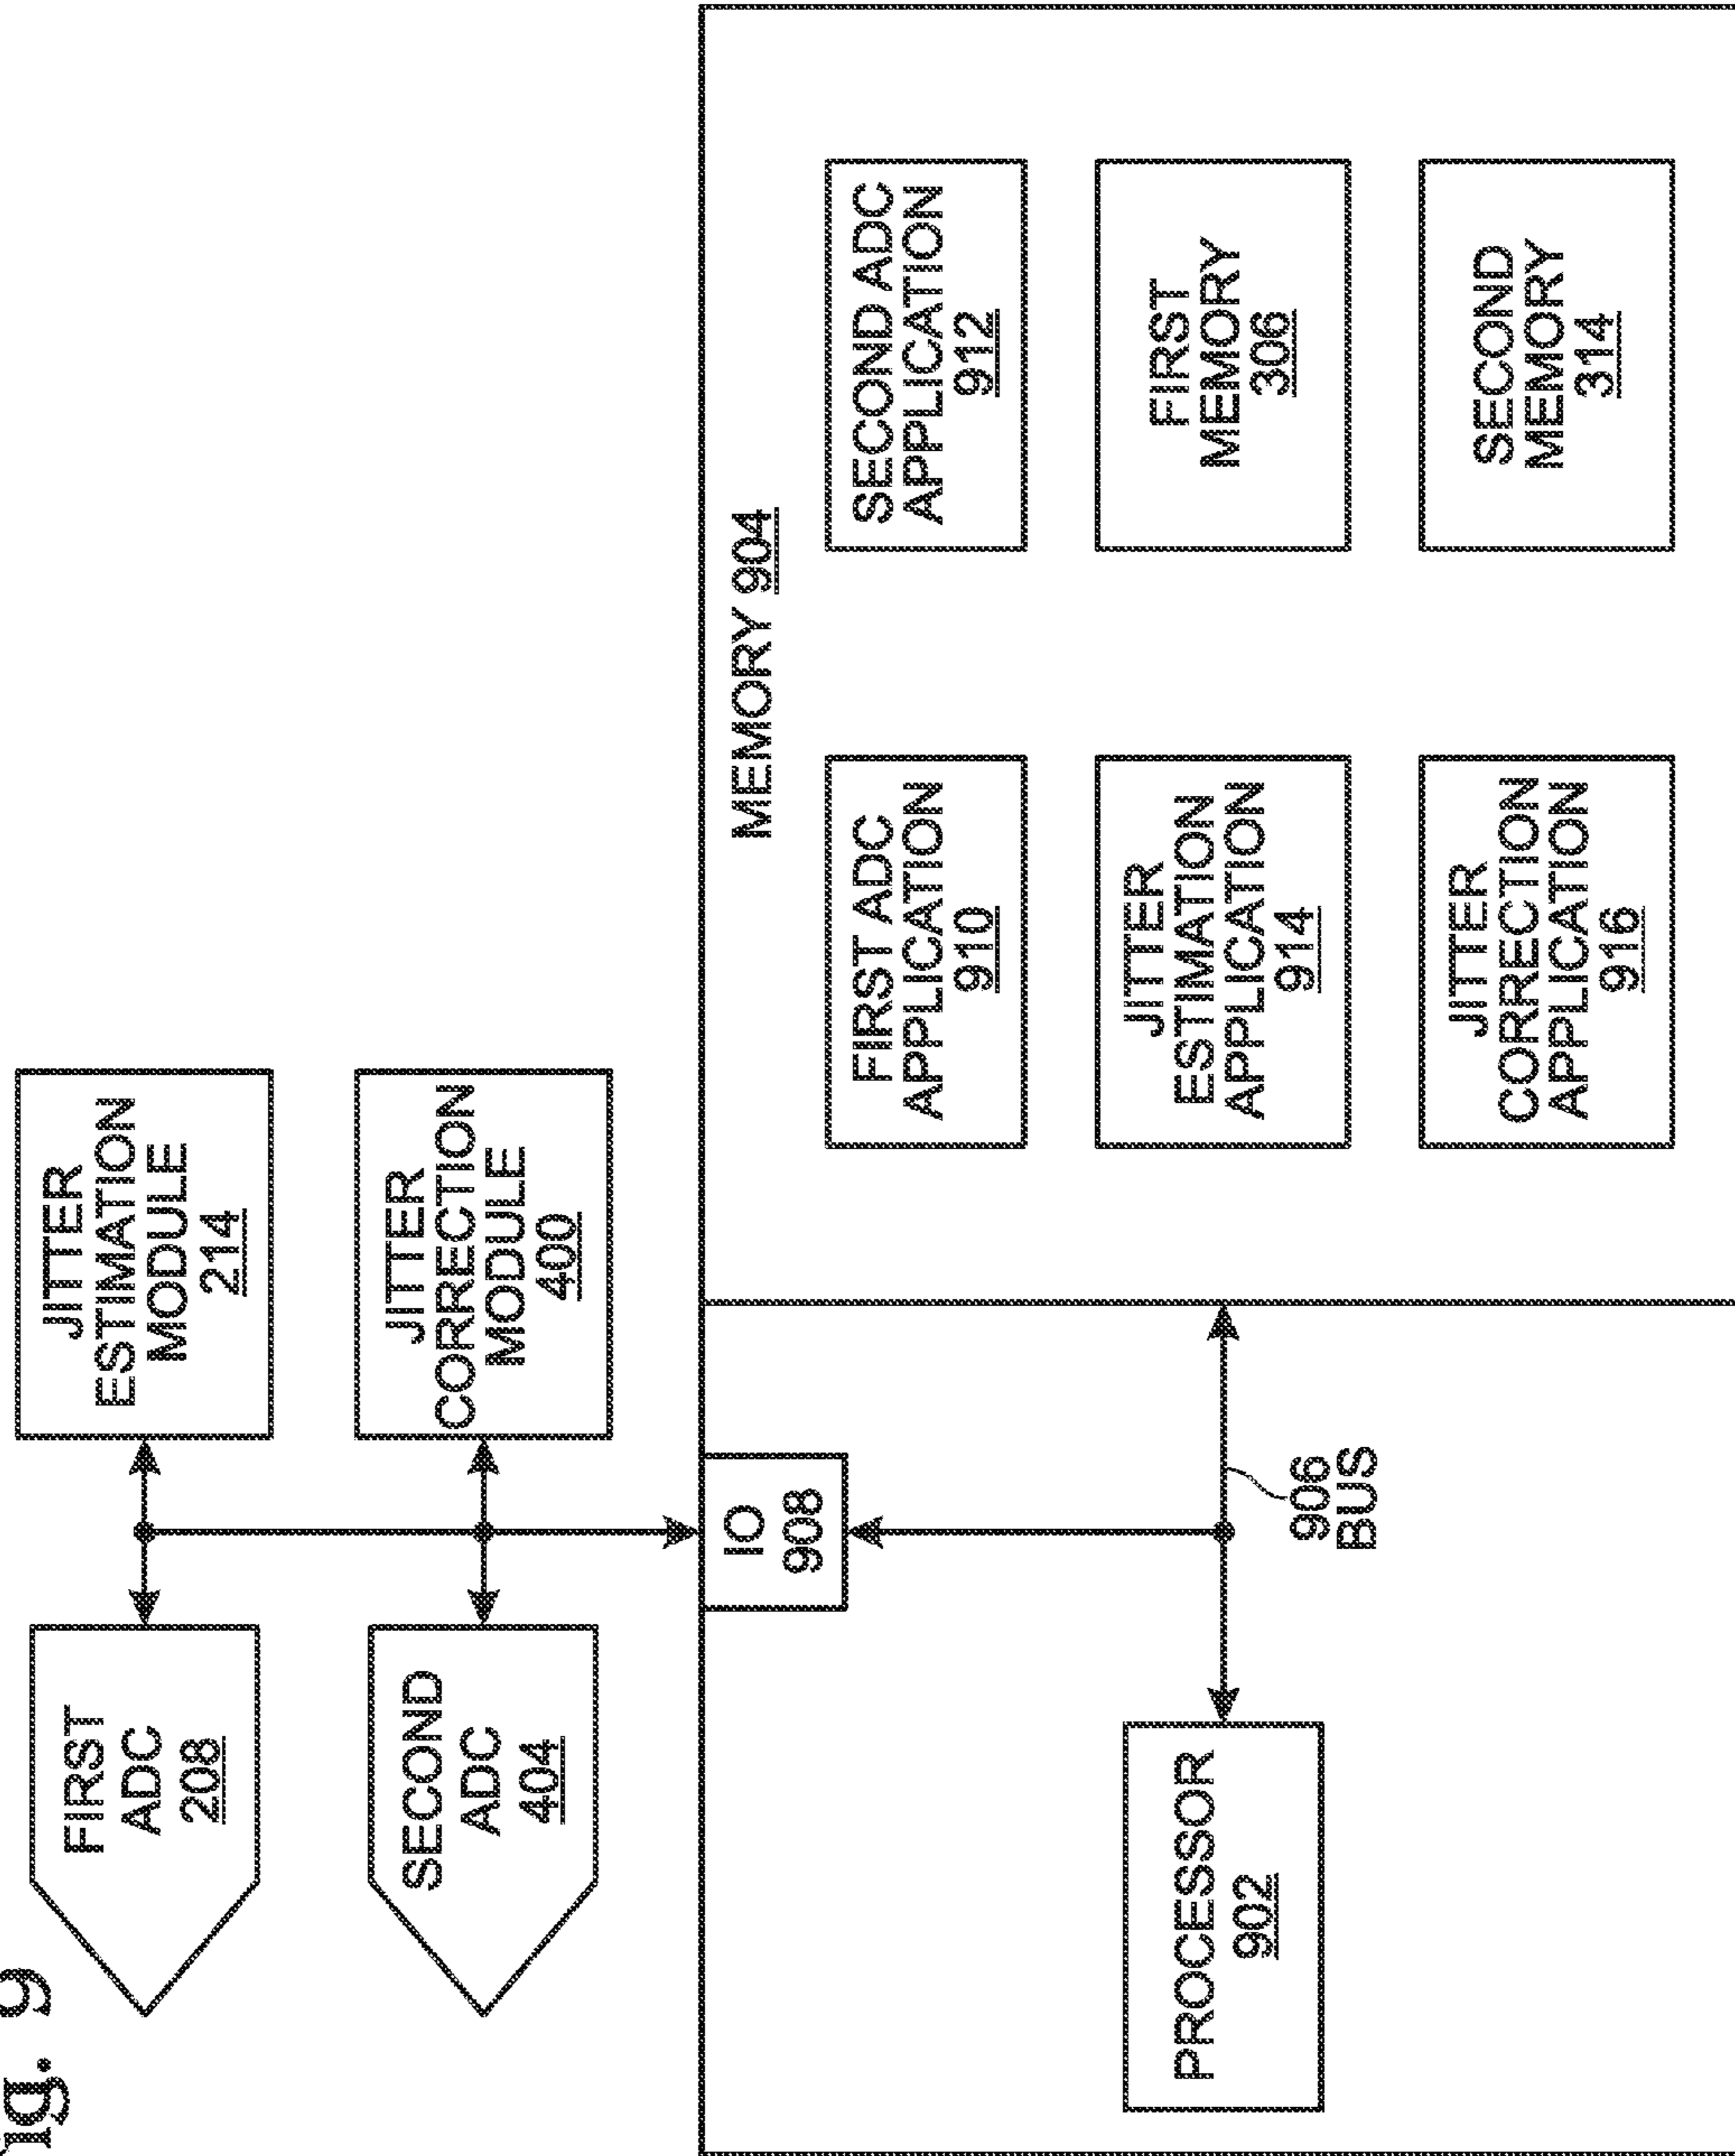 ig. 9
FIRST
ADC
208
JITTER
ESTIMATION
MODULE
214
SECOND
ADC
404
JITTER
CORRECTION
MODULE
400
IO
908
MEMORY 904
PROCESSOR
902
906
BUS
FIRST ADC
APPLICATION
910
SECOND ADC
APPLICATION
912
JITTER
ESTIMATION
APPLICATION
914
FIRST
MEMORY
306
JITTER
CORRECTION
APPLICATION
916
SECOND
MEMORY
314